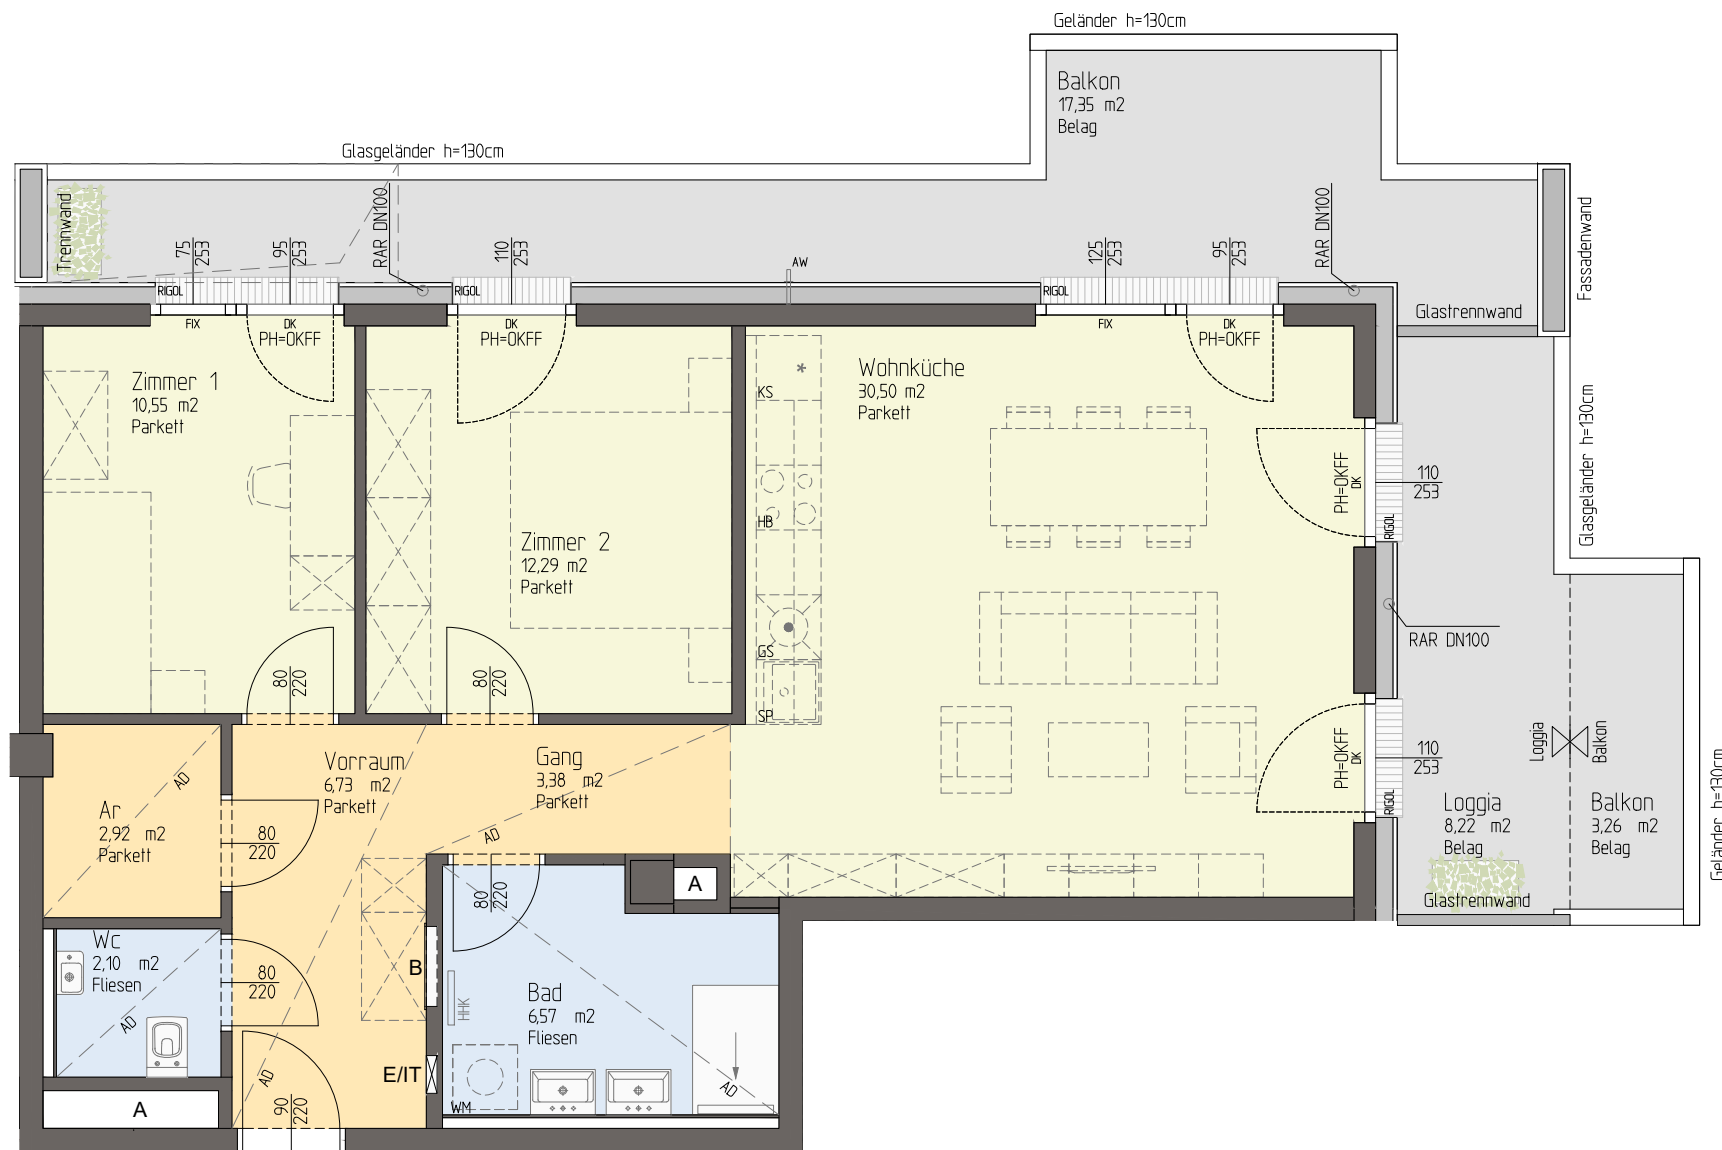 Geländer h=130cm
Balkon
17,35 m2
Belag
Glasgeländer h=130cm
Trennwand
75
253
95
253
RAR DN100
110
253
AW
125
253
95
253
RAR DN100
Fassadenwand
Glastrennwand
RIGOL
RIGOL
RIGOL
FIX
DK
PH=OKFF
DK
PH=OKFF
FIX
DK
PH=OKFF
Zimmer 1
10,55 m2
Parkett
Zimmer 2
12,29 m2
Parkett
Wohnküche
30,50 m2
Parkett
KS
HB
GS
SP
PH=OKFF
DK
RIGOL
110
253
Glasgeländer h=130cm
RAR DN100
80
220
80
220
PH=OKFF
DK
RIGOL
110
253
Loggia
Balkon
Geländer h=130cm
Loggia
8,22 m2
Belag
Balkon
3,26 m2
Belag
Glastrennwand
Vorraum
6,73 m2
Parkett
Gang
3,38 m2
Parkett
AD
AD
Ar
2,92 m2
Parkett
80
220
80
220
A
Wc
2,10 m2
Fliesen
AD
80
220
B
HHK
Bad
6,57 m2
Fliesen
E/IT
WM
AD
AD
A
90
220